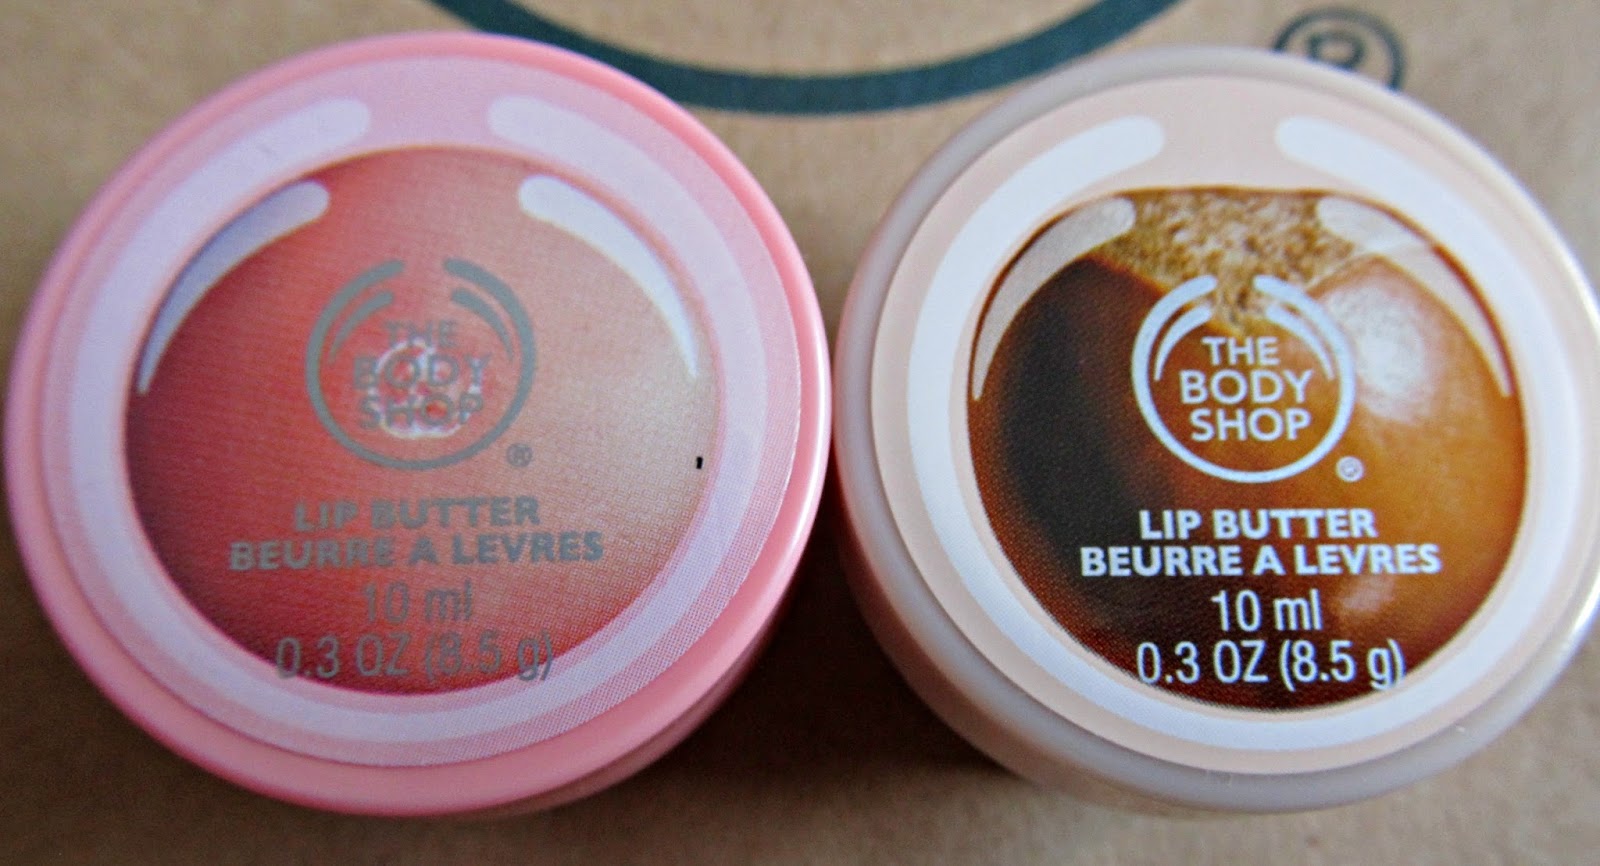 ®
THE
BODY
SHOP
®
LIP BUTTER
BEURRE A LEVRES
10 ml
0.3 OZ (8.5 g)
THE
BODY
SHOP
®
LIP BUTTER
BEURRE A LEVRES
10 ml
0.3 OZ (8.5 g)